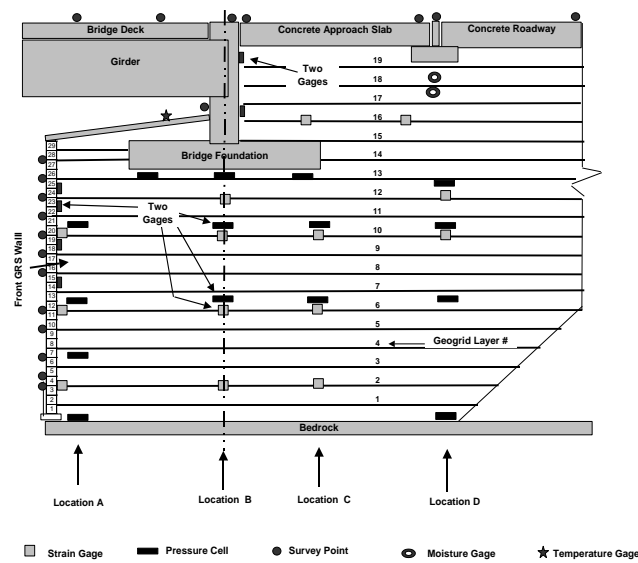 Bridge Deck
Concrete Approach Slab
Concrete Roadway
Girder
Two
Gages
19
18
17
16
15
Bridge Foundation
14
13
12
11
10
9
8
7
6
5
4
3
2
1
29
28
27
26
25
24
23
22
21
20
19
18
17
16
15
14
13
12
11
10
9
8
7
6
5
4
3
2
1
Two
Gages
Front GRS Walll
Geogrid Layer #
Bedrock
Location A
Location B
Location C
Location D
Strain Gage
Pressure Cell
Survey Point
Moisture Gage
Temperature Gage